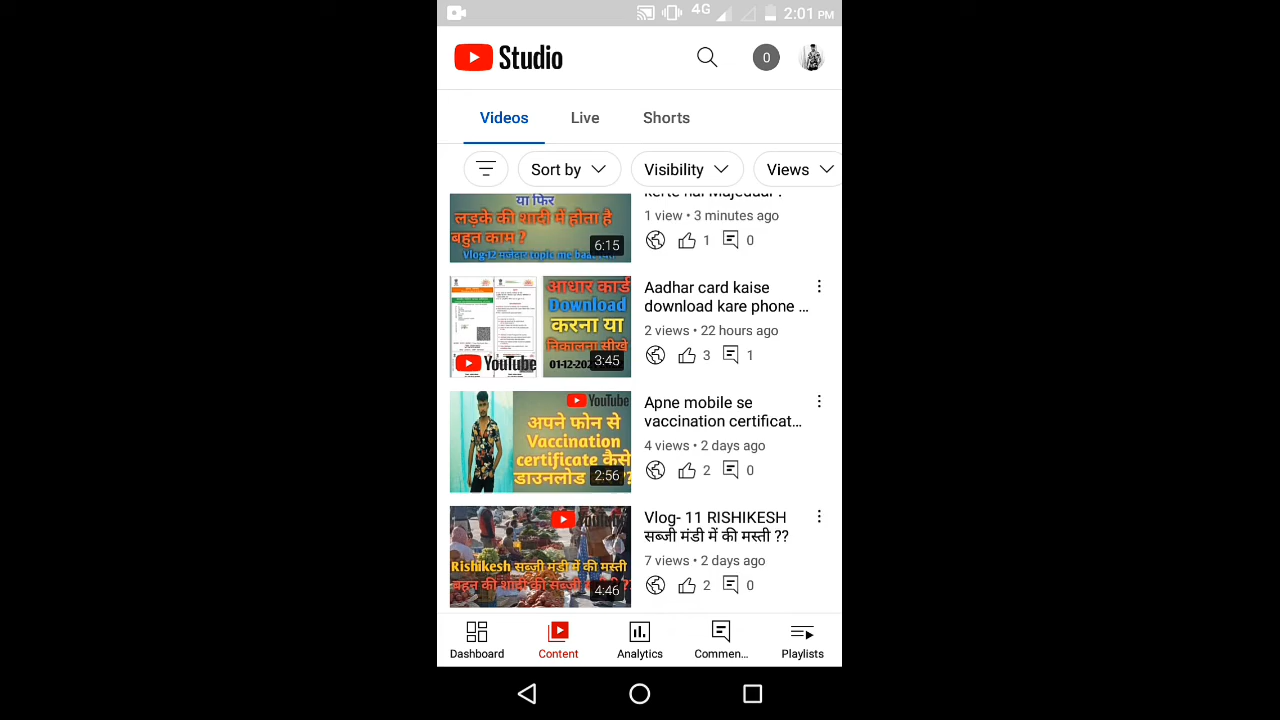 4G 2:01 PM
Studio
0
Videos Live Shorts
Sort by Visibility Views
या फिर
लड़के की शादी में होता है
बहुत काम ?
6:15
1 view • 3 minutes ago
1 0
आधार कार्ड
Download
करना या
निकालना सीखे
YouTube
3:45
Aadhar card kaise
download kare phone ...
2 views • 22 hours ago
3 1
YouTube
अपने फोन से
Vaccination
certificate कैसे
डाउनलोड
2:56
Apne mobile se
vaccination certificat...
4 views • 2 days ago
2 0
YouTube
Rishikesh सब्ज़ी मंडी में की मस्ती
4:46
Vlog- 11 RISHIKESH
सब्जी मंडी में की मस्ती ??
7 views • 2 days ago
2 0
Dashboard Content Analytics Commen... Playlists